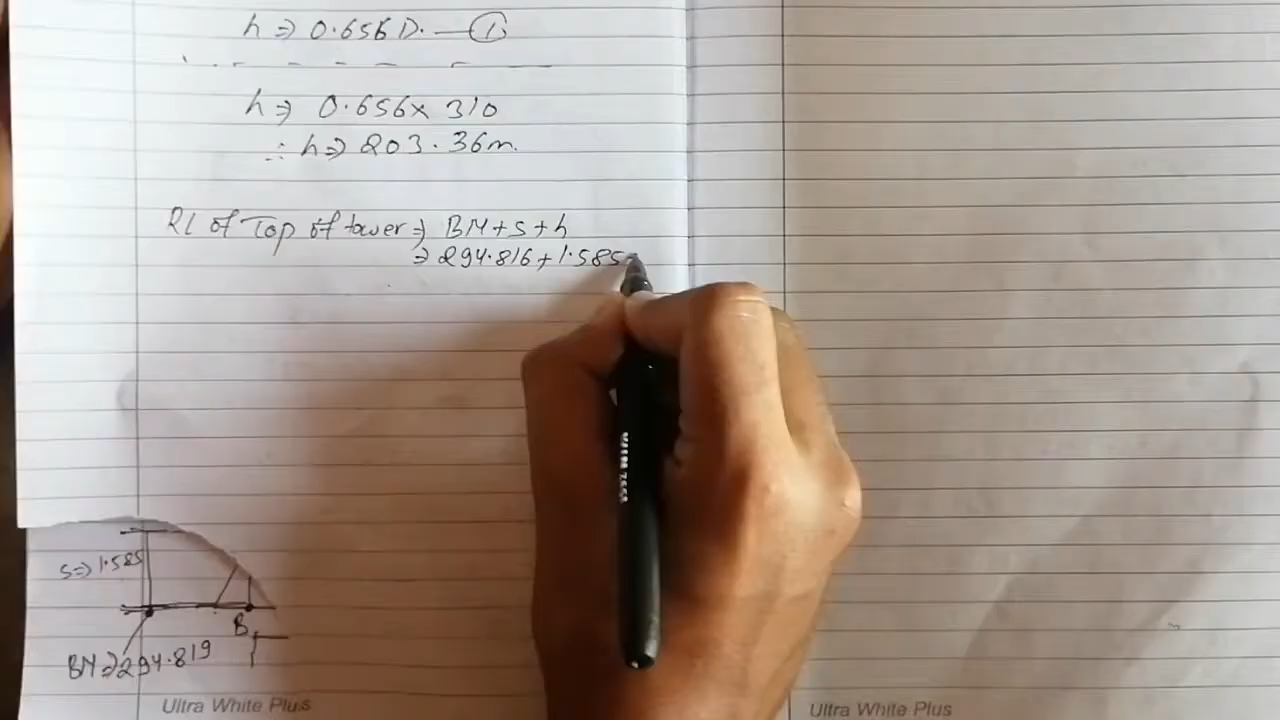 h ⇒ 0.656D. — ①
h ⇒ 0.656 × 310
∴ h ⇒ 203.36m.
RL of Top of tower ⇒ BM + S + h
⇒ 294.816 + 1.585
S ⇒ 1.585
B
BM ⇒ 294.819
Ultra White Plus
Ultra White Plus